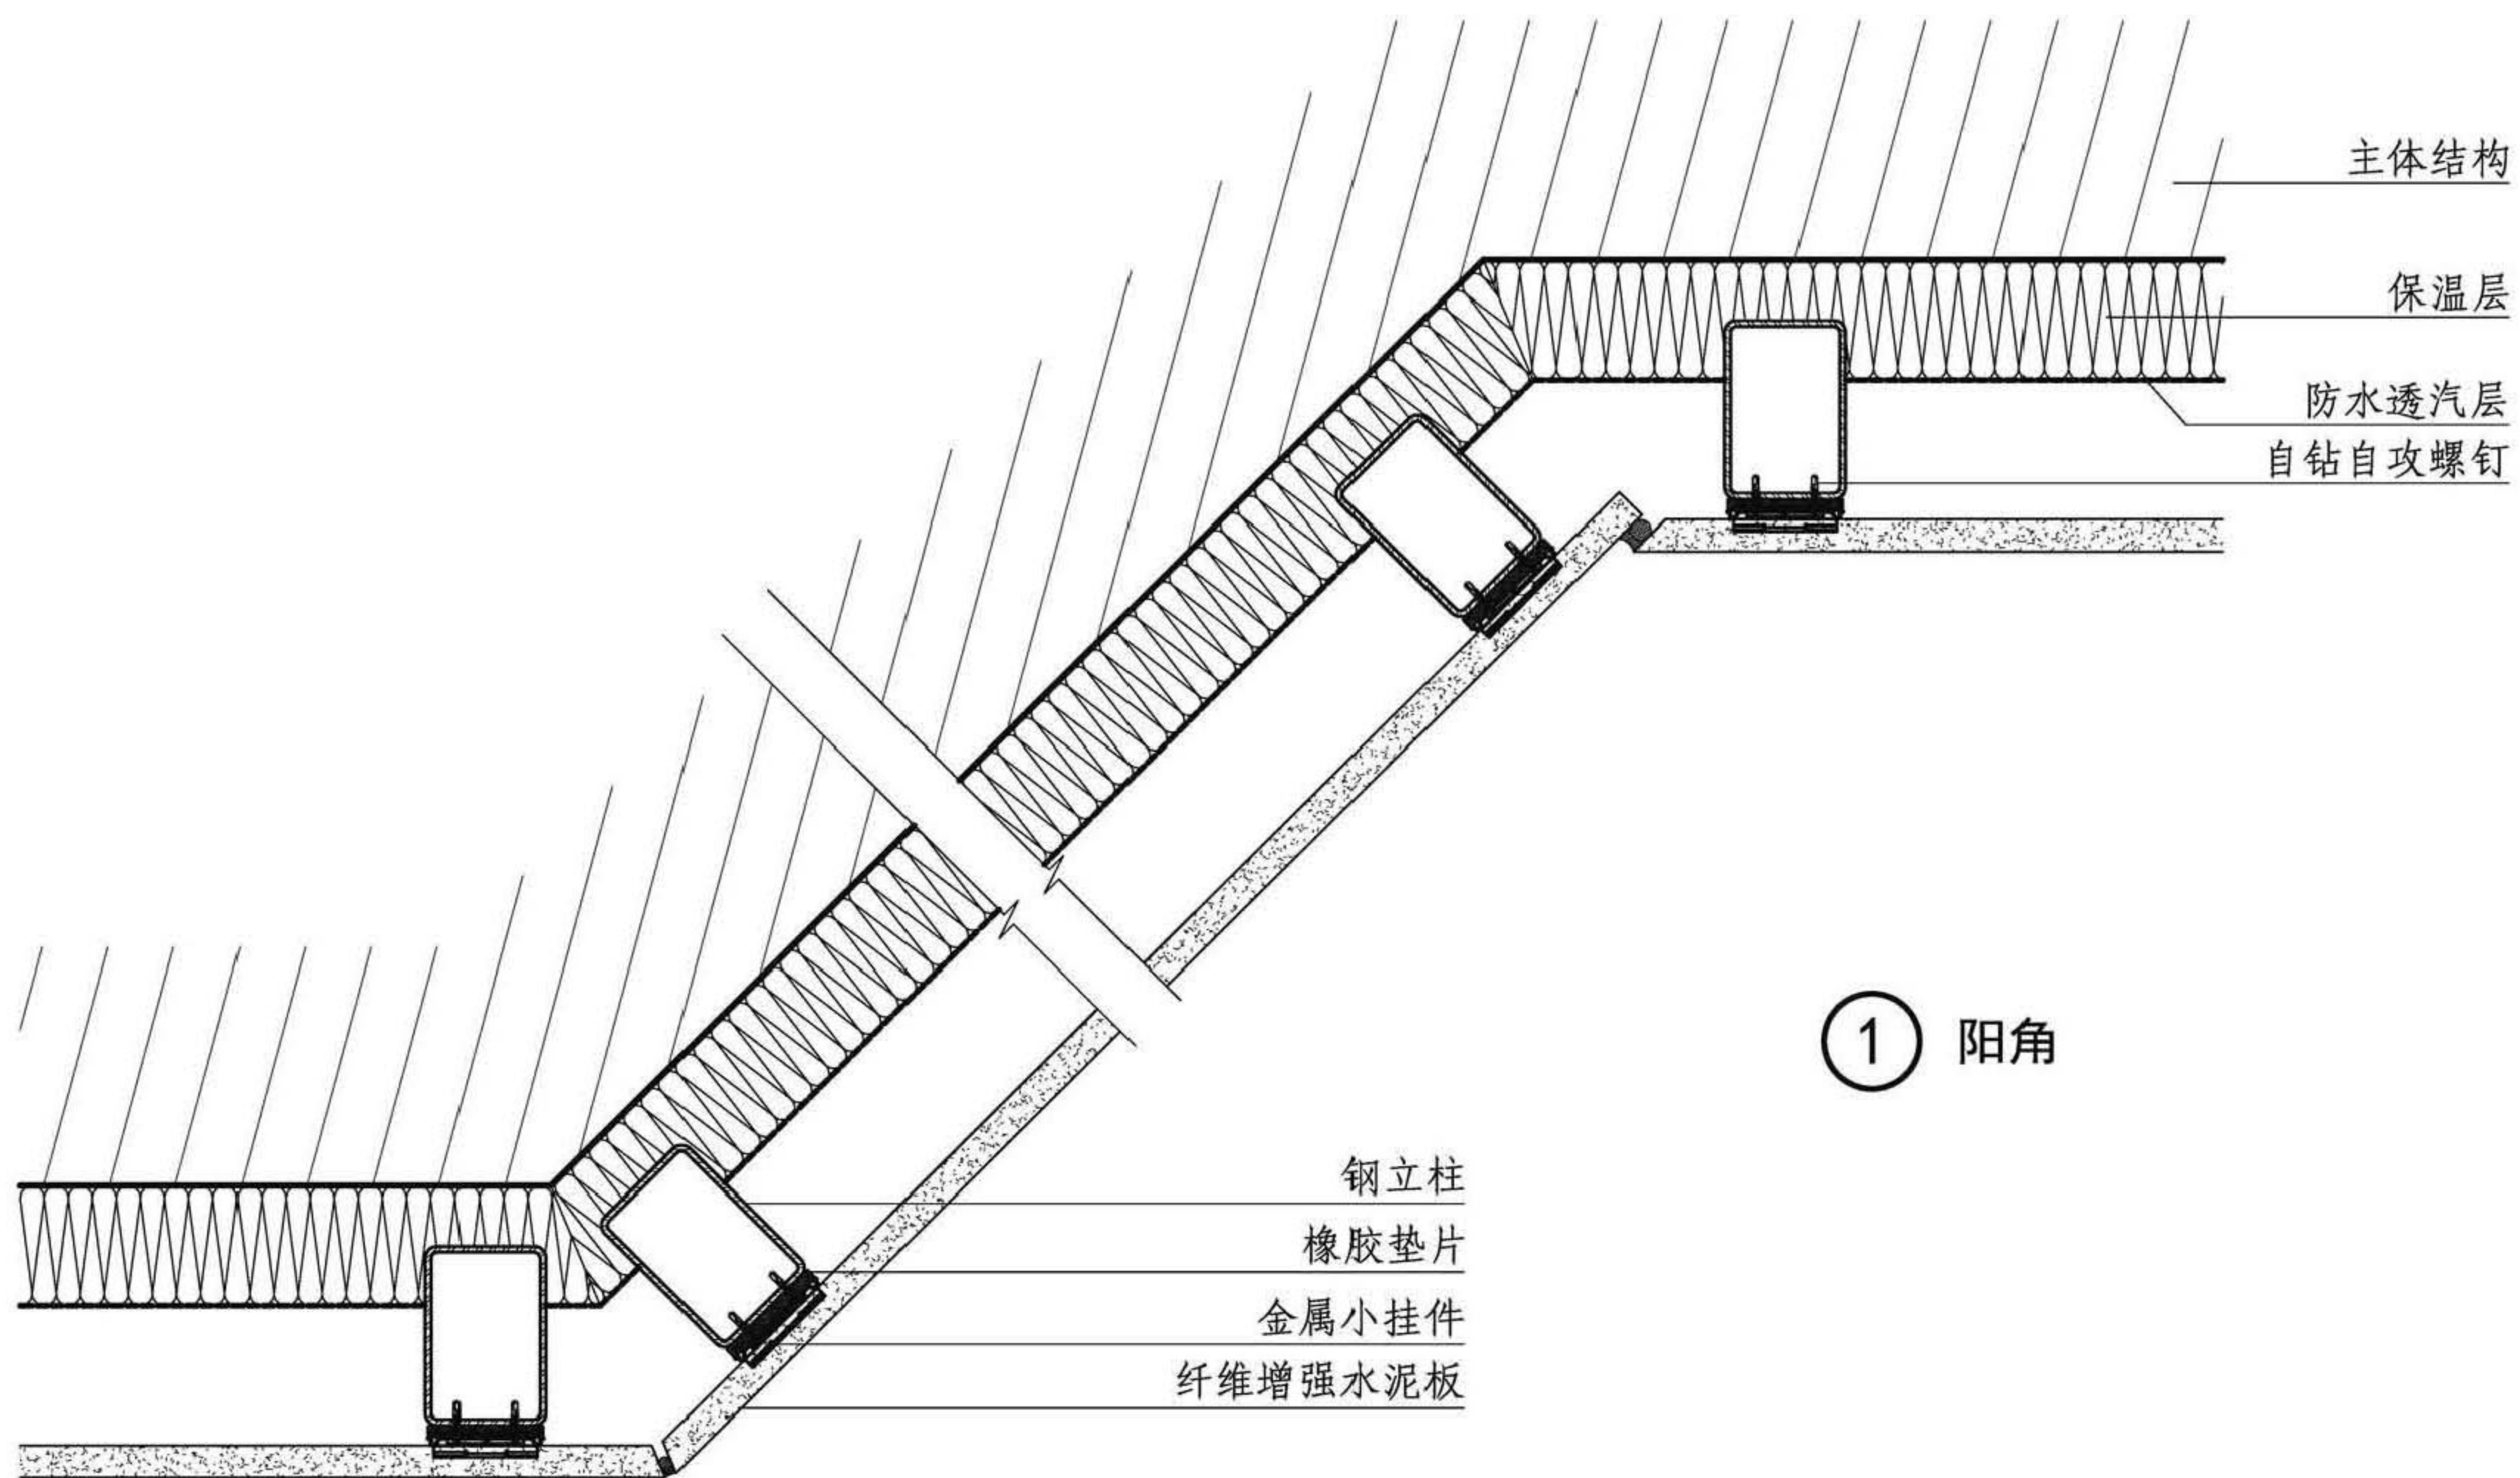 主体结构
保温层
防水透汽层
自钻自攻螺钉
1 阳角
钢立柱
橡胶垫片
金属小挂件
纤维增强水泥板